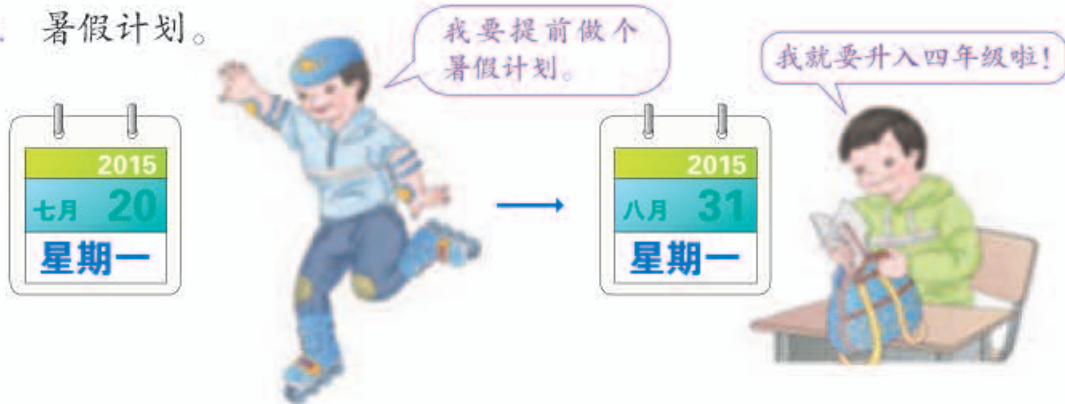 暑假计划。
我要提前做个
暑假计划。
我就要升入四年级啦！
2015
七月 20
星期一
2015
八月 31
星期一